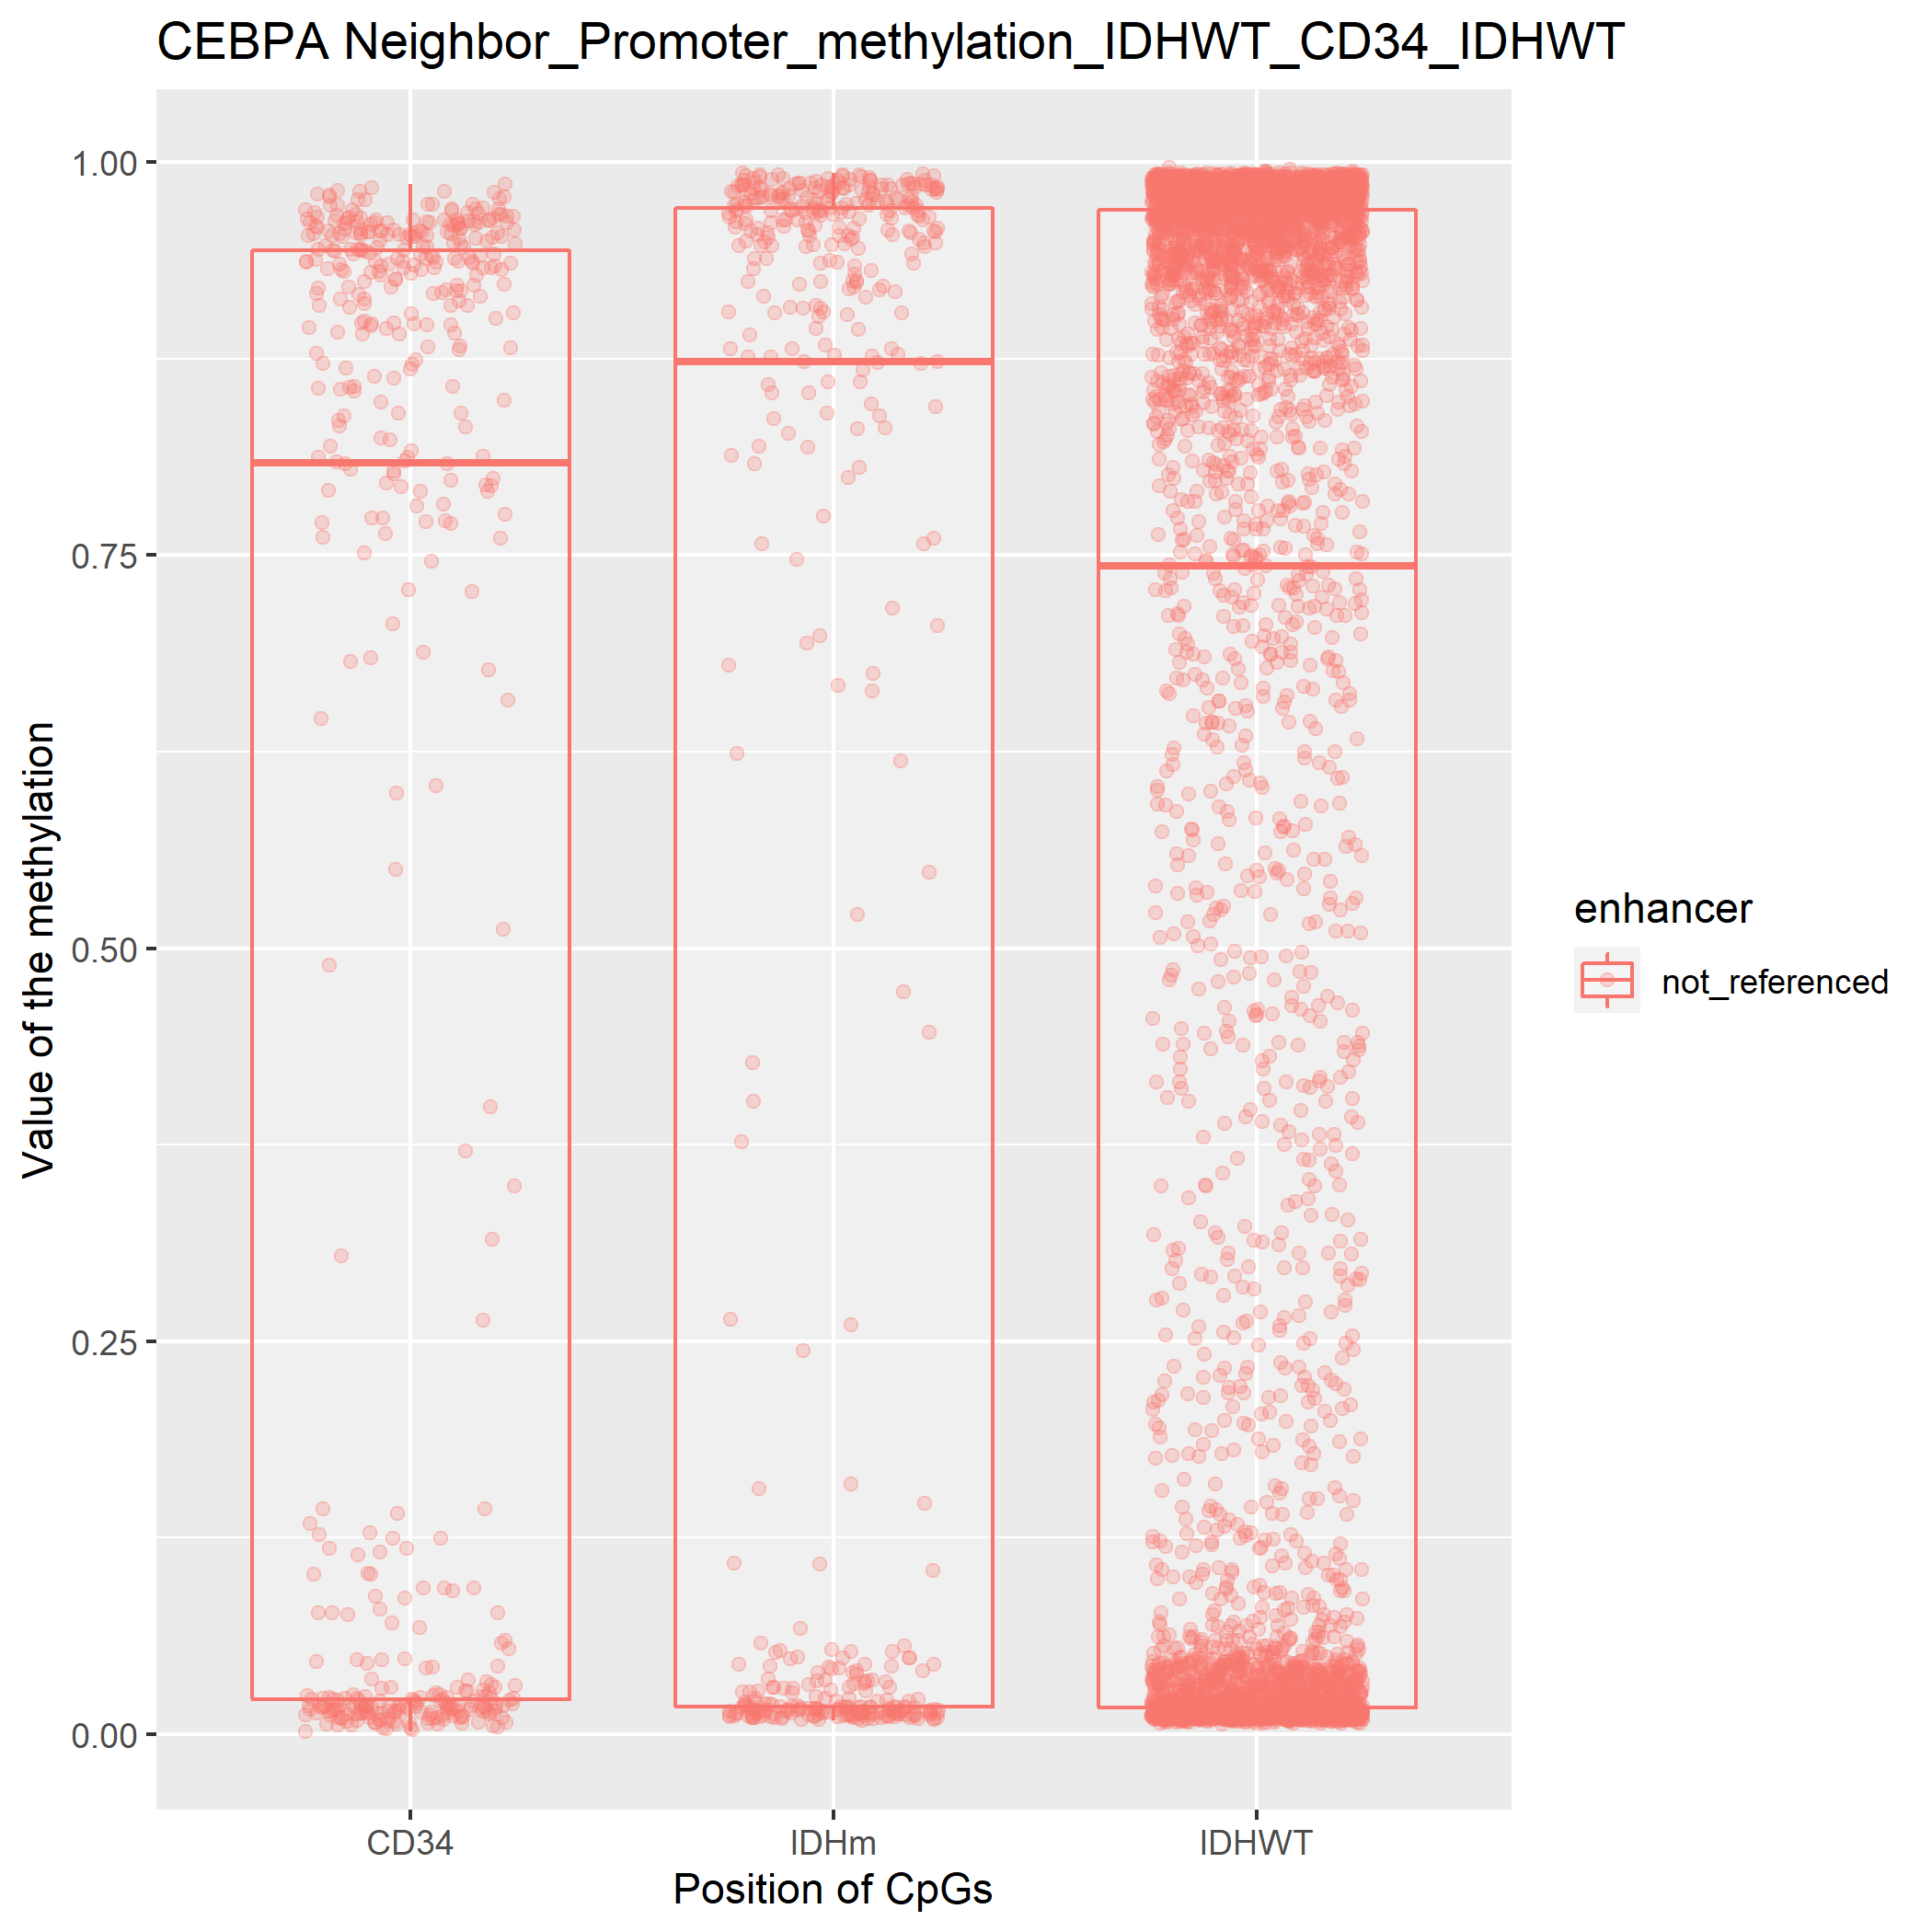 CEBPA Neighbor_Promoter_methylation_IDHWT_CD34_IDHWT
Value of the methylation
1.00
0.75
0.50
0.25
0.00
CD34
IDHm
IDHWT
Position of CpGs
enhancer
not_referenced